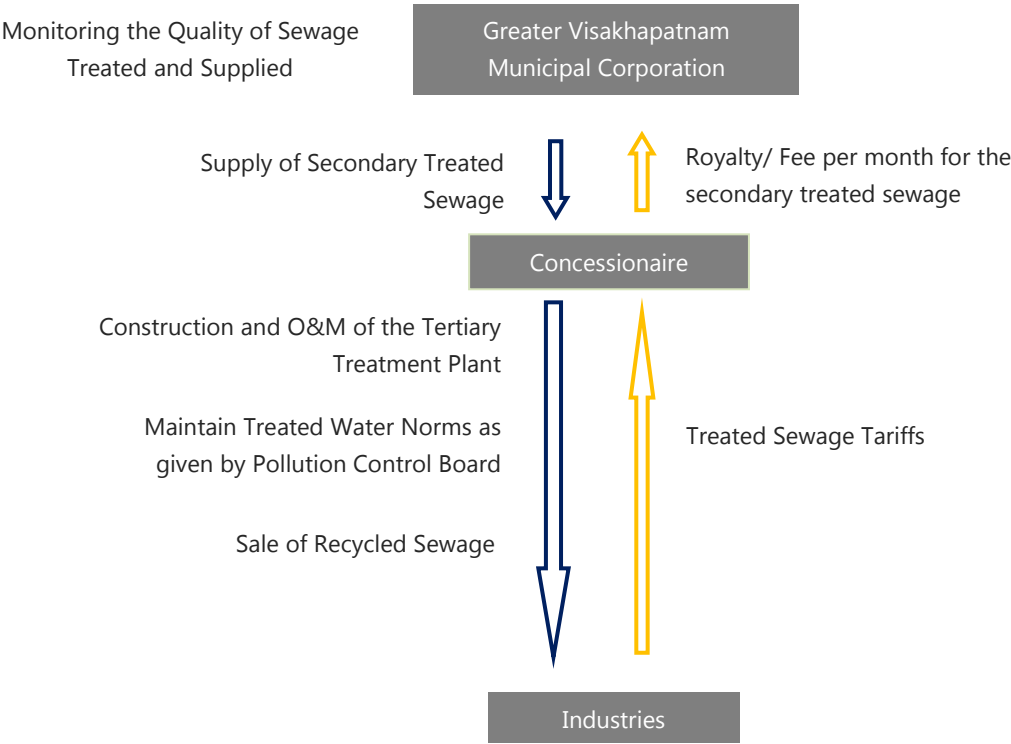 Monitoring the Quality of Sewage
Treated and Supplied
Greater Visakhapatnam
Municipal Corporation
Supply of Secondary Treated
Sewage
Royalty/ Fee per month for the
secondary treated sewage
Concessionaire
Construction and O&M of the Tertiary
Treatment Plant
Maintain Treated Water Norms as
given by Pollution Control Board
Treated Sewage Tariffs
Sale of Recycled Sewage
Industries